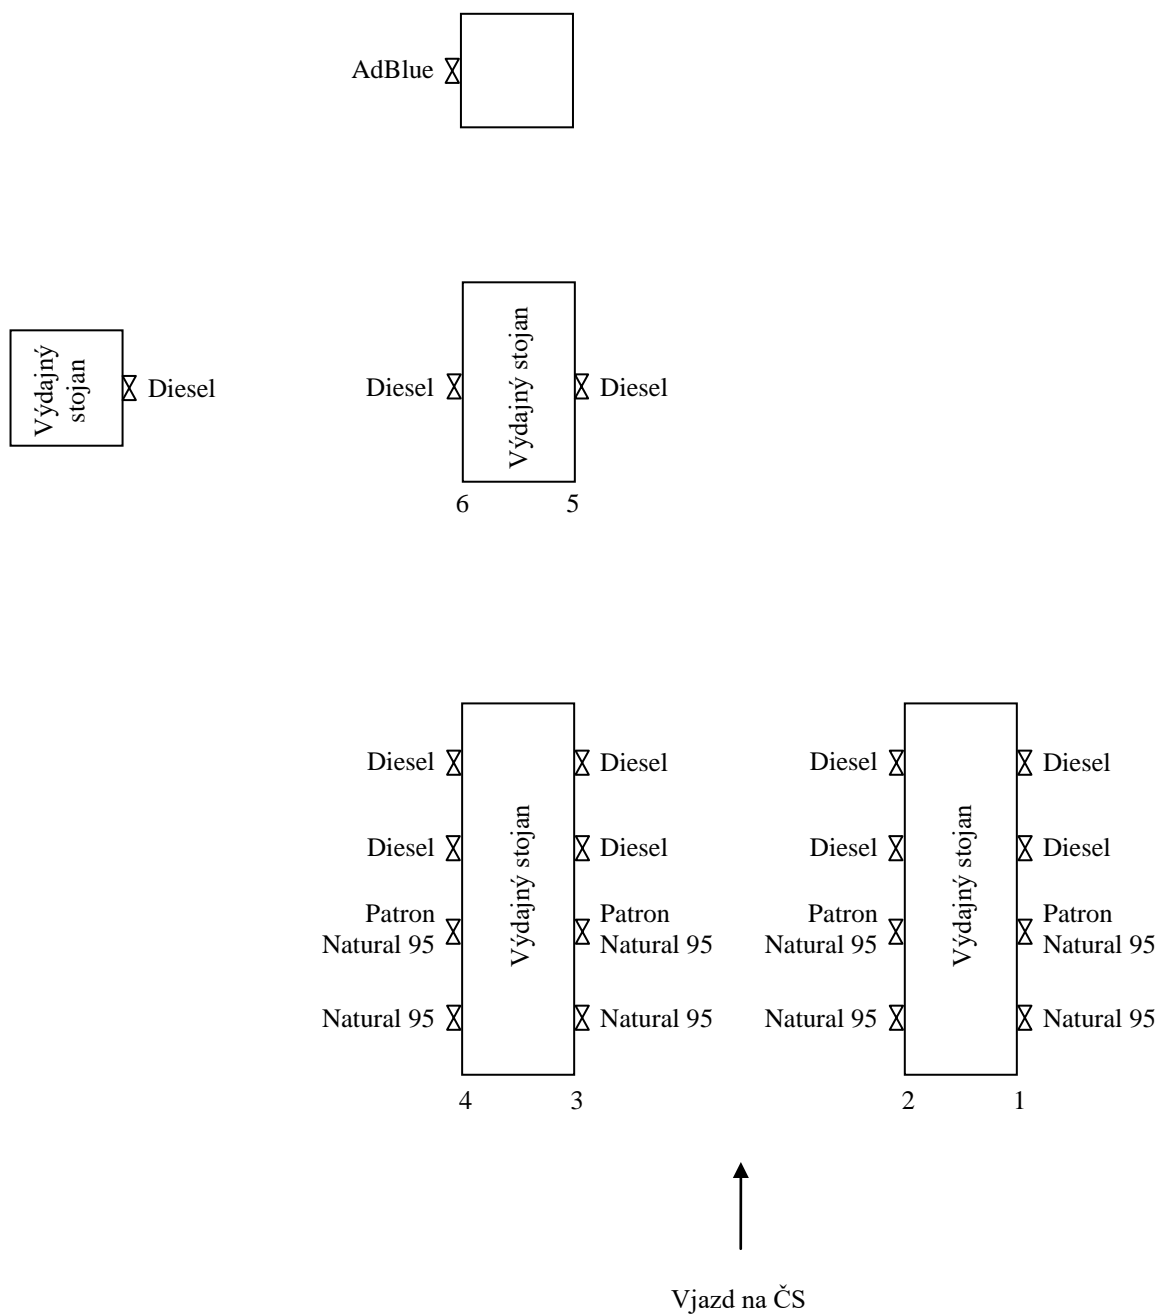 AdBlue
Výdajný
stojan
Diesel
Diesel
Výdajný stojan
Diesel
6
5
Diesel
Diesel
Patron
Natural 95
Natural 95
Výdajný stojan
Diesel
Diesel
Patron
Natural 95
Natural 95
4
3
Diesel
Diesel
Patron
Natural 95
Natural 95
Výdajný stojan
Diesel
Diesel
Patron
Natural 95
Natural 95
2
1
Vjazd na ČS